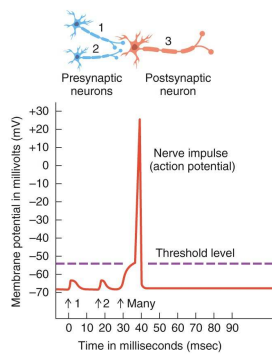 1
2
3
Presynaptic
neurons
Postsynaptic
neuron
Membrane potential in millivolts (mV)
+30
+20
+10
0
−10
−20
−30
−40
−50
−60
−70
Nerve impulse
(action potential)
Threshold level
↑ 1 ↑ 2 ↑ Many
0 10 20 30 40 50 60 70 80 90
Time in milliseconds (msec)